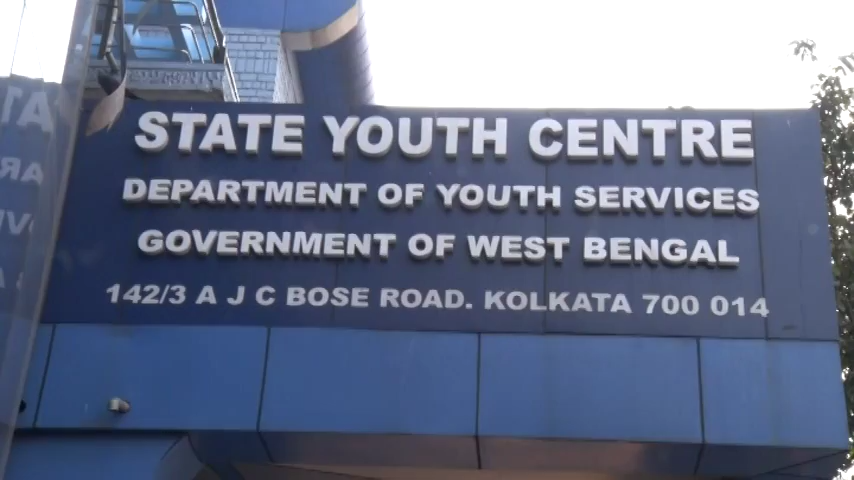 STATE YOUTH CENTRE
DEPARTMENT OF YOUTH SERVICES
GOVERNMENT OF WEST BENGAL
142/3 A J C BOSE ROAD. KOLKATA 700 014